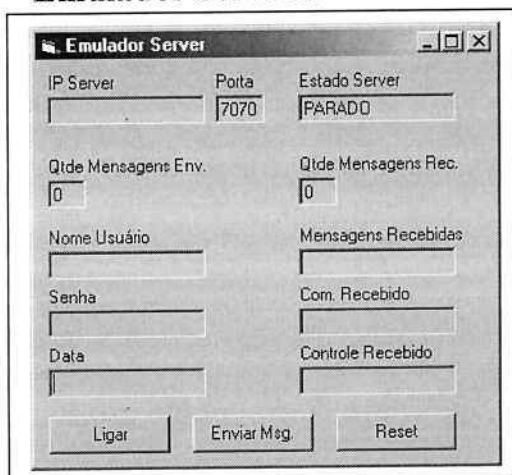 Emulador Server
IP Server Porta Estado Server
7070 PARADO
Qtde Mensagens Env. Qtde Mensagens Rec.
0 0
Nome Usuário Mensagens Recebidas
Senha Com. Recebido
Data Controle Recebido
Ligar Enviar Msg. Reset